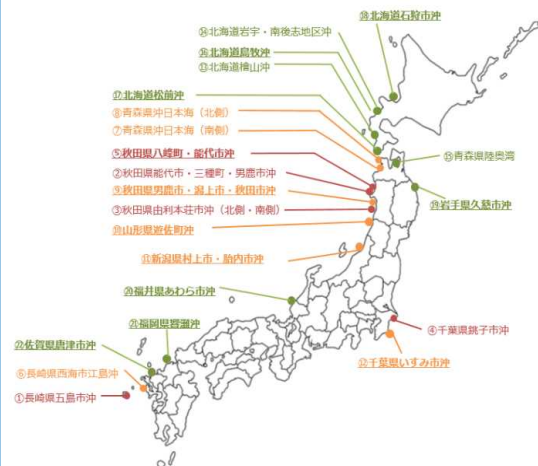 ⑱北海道石狩市沖
⑭北海道岩宇・南後志地区沖
⑯北海道島牧沖
⑬北海道檜山沖
⑰北海道松前沖
⑧青森県沖日本海（北側）
⑦青森県沖日本海（南側）
⑤秋田県八峰町・能代市沖
⑮青森県陸奥湾
②秋田県能代市・三種町・男鹿市沖
⑨秋田県男鹿市・潟上市・秋田市沖
⑲岩手県久慈市沖
③秋田県由利本荘市沖（北側・南側）
⑩山形県遊佐町沖
⑪新潟県村上市・胎内市沖
⑳福井県あわら市沖
㉑福岡県響灘沖
④千葉県銚子市沖
㉒佐賀県唐津市沖
⑫千葉県いすみ市沖
⑥長崎県西海市江島沖
①長崎県五島市沖